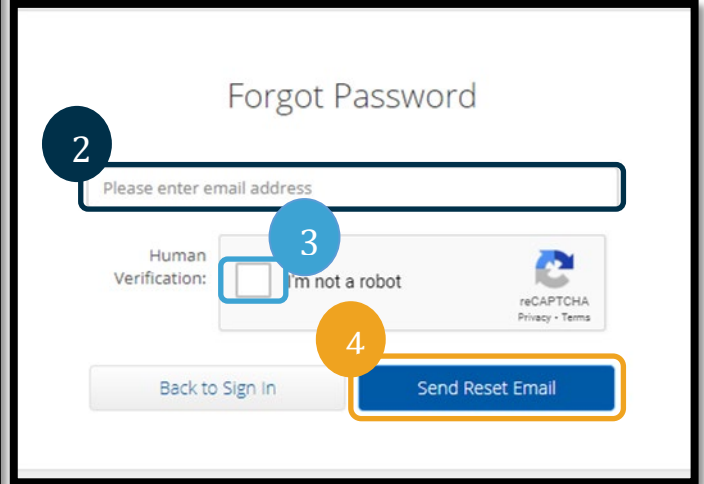 Forgot Password
2
Please enter email address
3
Human
Verification:
I'm not a robot
reCAPTCHA
Privacy - Terms
4
Back to Sign In
Send Reset Email